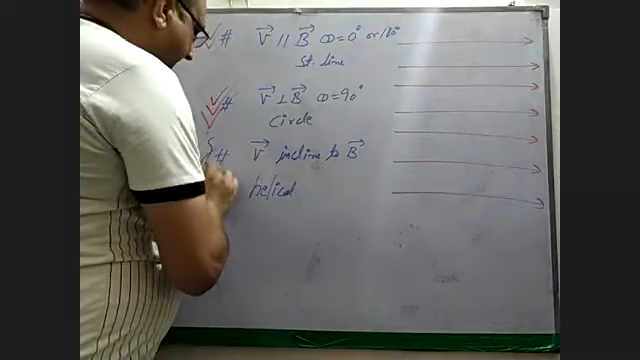 # V⃗ || B⃗ Φ=0° or 180°
St. line
# V⃗ ⊥ B⃗ Φ=90°
Circle
# V⃗ incline to B⃗
helical